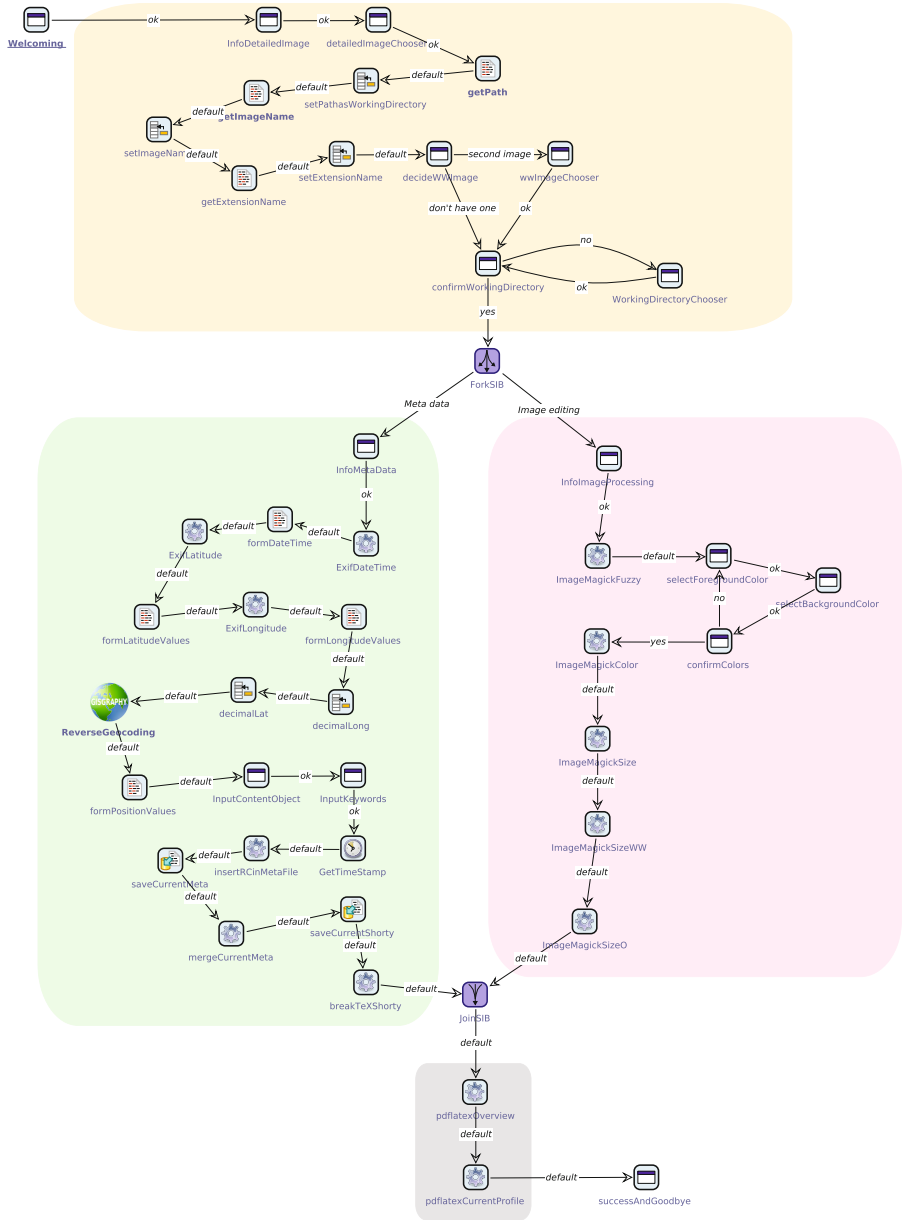 Welcoming
ok
InfoDetailedImage
ok
detailedImageChooser
ok
getPath
default
setPathasWorkingDirectory
default
getImageName
default
setImageName
default
getExtensionName
default
setExtensionName
default
decideWWImage
second image
wwImageChooser
don't have one
ok
confirmWorkingDirectory
no
ok
WorkingDirectoryChooser
yes
ForkSIB
Meta data
Image editing
InfoMetaData
ok
ExifDateTime
default
formDateTime
default
ExifLatitude
default
formLatitudeValues
default
ExifLongitude
default
formLongitudeValues
default
decimalLong
default
decimalLat
default
GISGRAPHY
ReverseGeocoding
default
formPositionValues
default
InputContentObject
ok
InputKeywords
ok
GetTimeStamp
default
insertRCinMetaFile
default
saveCurrentMeta
default
mergeCurrentMeta
default
saveCurrentShorty
default
breakTeXShorty
default
InfoImageProcessing
ok
ImageMagickFuzzy
default
selectForegroundColor
ok
selectBackgroundColor
ok
no
confirmColors
yes
ImageMagickColor
default
ImageMagickSize
default
ImageMagickSizeWW
default
ImageMagickSizeO
default
JoinSIB
default
pdflatexOverview
default
pdflatexCurrentProfile
default
successAndGoodbye